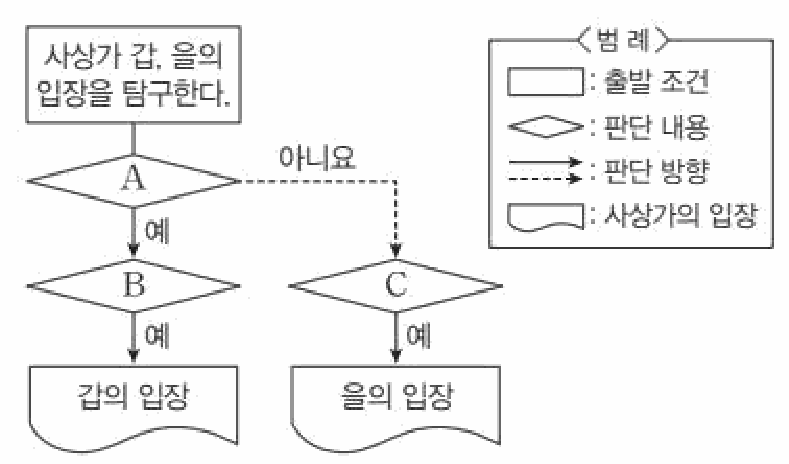 사상가 갑, 을의
입장을 탐구한다.
A
아니요
예
B
C
예
예
갑의 입장
을의 입장
〈범 례〉
: 출발 조건
: 판단 내용
: 판단 방향
: 사상가의 입장